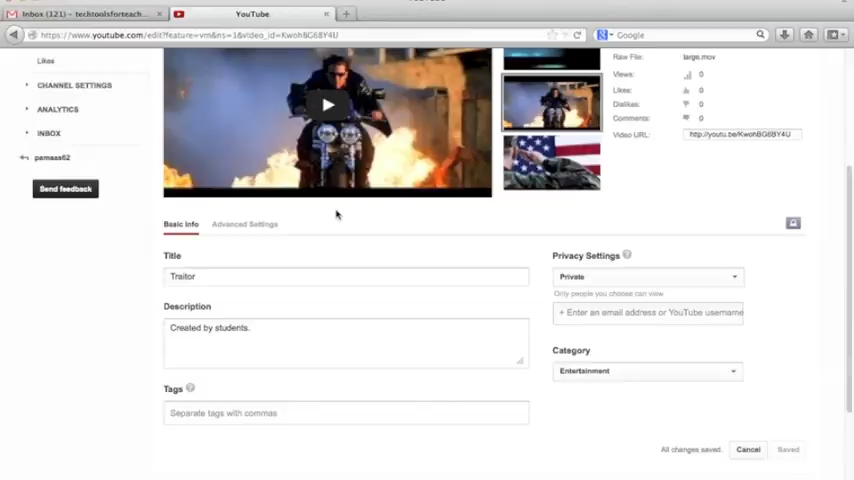 YouTube
Inbox (121) – techtoolsforteach...
YouTube
https://www.youtube.com/edit?feature=vm&ns=1&video_id=KwohBG6BY4U
Google
Likes
CHANNEL SETTINGS
ANALYTICS
INBOX
pamaas62
Send feedback
Raw File: large.mov
Views: 0
Likes: 0
Dislikes: 0
Comments: 0
Video URL: http://youtu.be/KwohBG6BY4U
Basic Info Advanced Settings
Title
Traitor
Description
Created by students.
Tags
Separate tags with commas
Privacy Settings
Private
Only people you choose can view
+ Enter an email address or YouTube username
Category
Entertainment
All changes saved. Cancel Saved